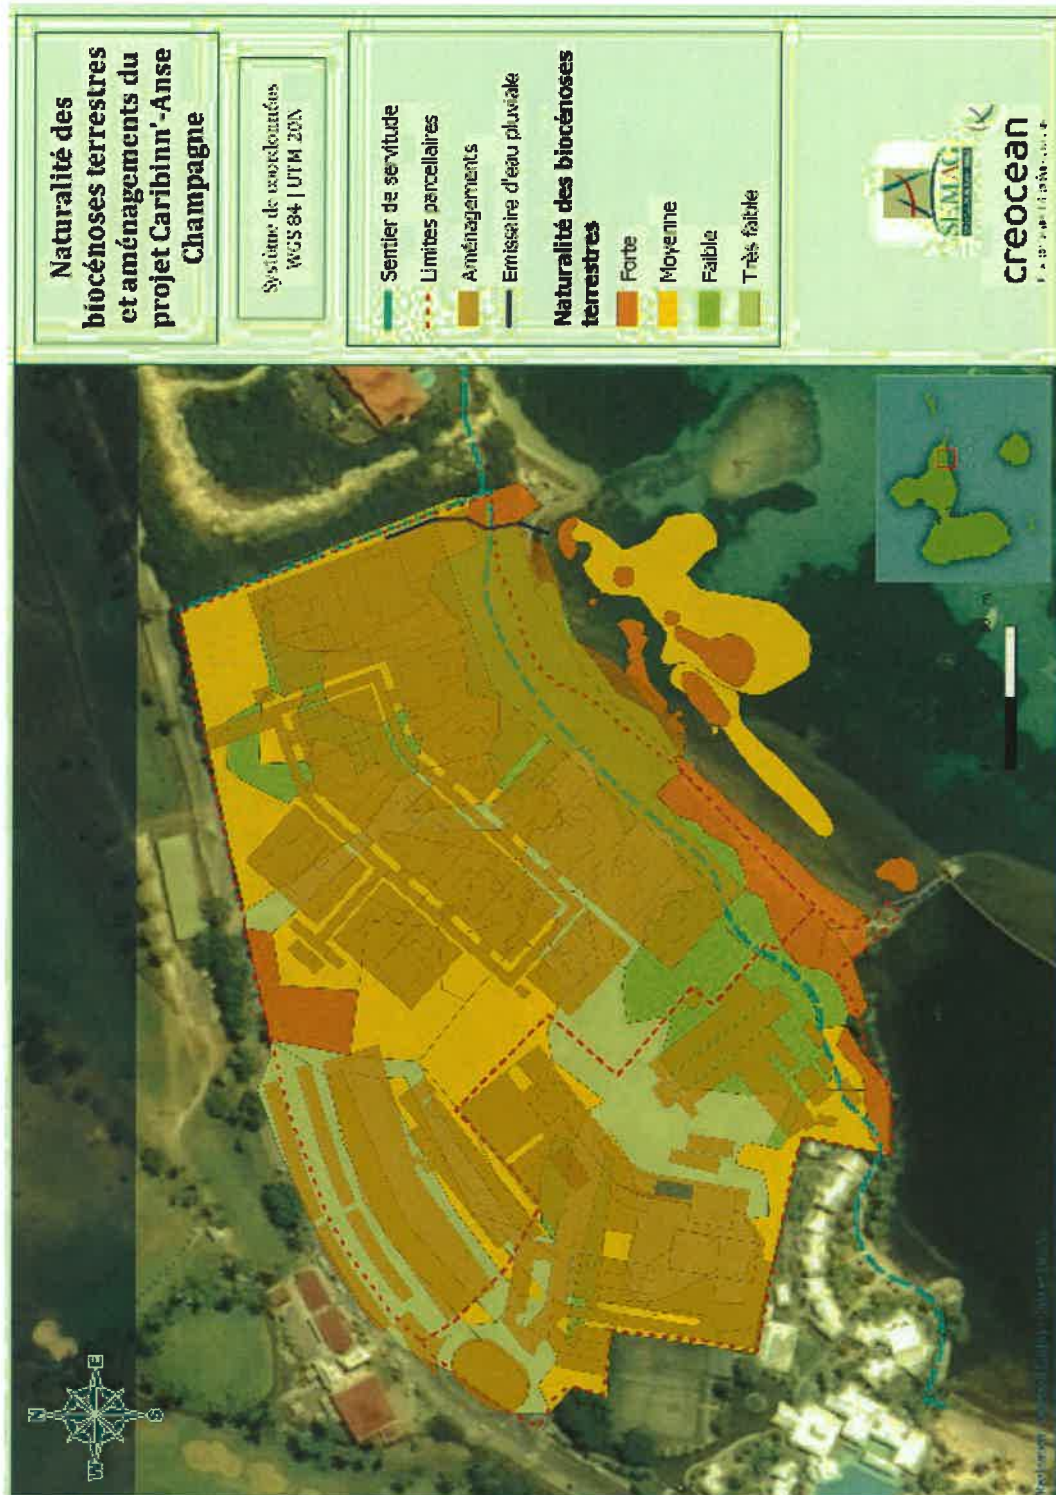 Naturalité des
biocénoses terrestres
et aménagements du
projet Caribinn'-Anse
Champagne
Système de coordonnées
WGS 84 | UTM 20N
Sentier de servitude
Limites parcellaires
Aménagements
Emissaire d'eau pluviale
Naturalité des biocénoses
terrestres
Forte
Moyenne
Faible
Très faible
SEMAG
creocean
N
W
E
S